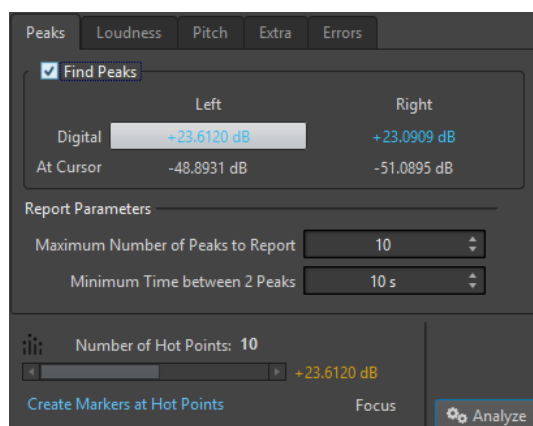 Peaks Loudness Pitch Extra Errors
Find Peaks
Left Right
Digital +23.6120 dB +23.0909 dB
At Cursor -48.8931 dB -51.0895 dB
Report Parameters
Maximum Number of Peaks to Report 10
Minimum Time between 2 Peaks 10 s
Number of Hot Points: 10
+23.6120 dB
Create Markers at Hot Points Focus
Analyze